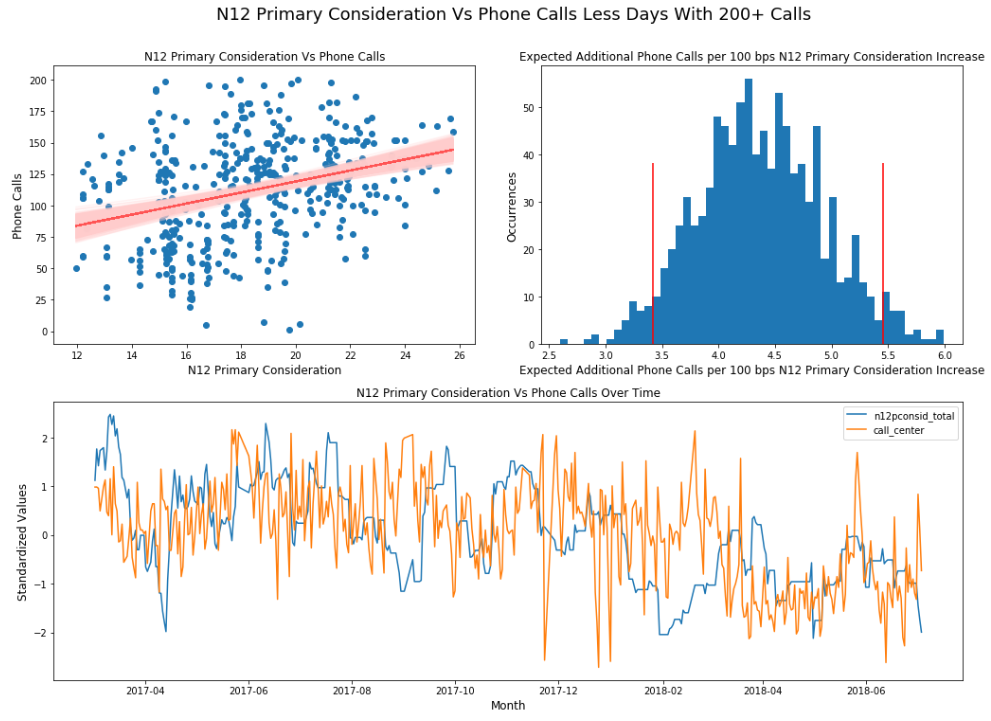 N12 Primary Consideration Vs Phone Calls Less Days With 200+ Calls
N12 Primary Consideration Vs Phone Calls
Phone Calls
200
175
150
125
100
75
50
25
0
12 14 16 18 20 22 24 26
N12 Primary Consideration
Expected Additional Phone Calls per 100 bps N12 Primary Consideration Increase
Occurrences
50
40
30
20
10
0
2.5 3.0 3.5 4.0 4.5 5.0 5.5 6.0
Expected Additional Phone Calls per 100 bps N12 Primary Consideration Increase
N12 Primary Consideration Vs Phone Calls Over Time
n12pconsid_total
call_center
Standardized Values
2
1
0
−1
−2
2017-04 2017-06 2017-08 2017-10 2017-12 2018-02 2018-04 2018-06
Month